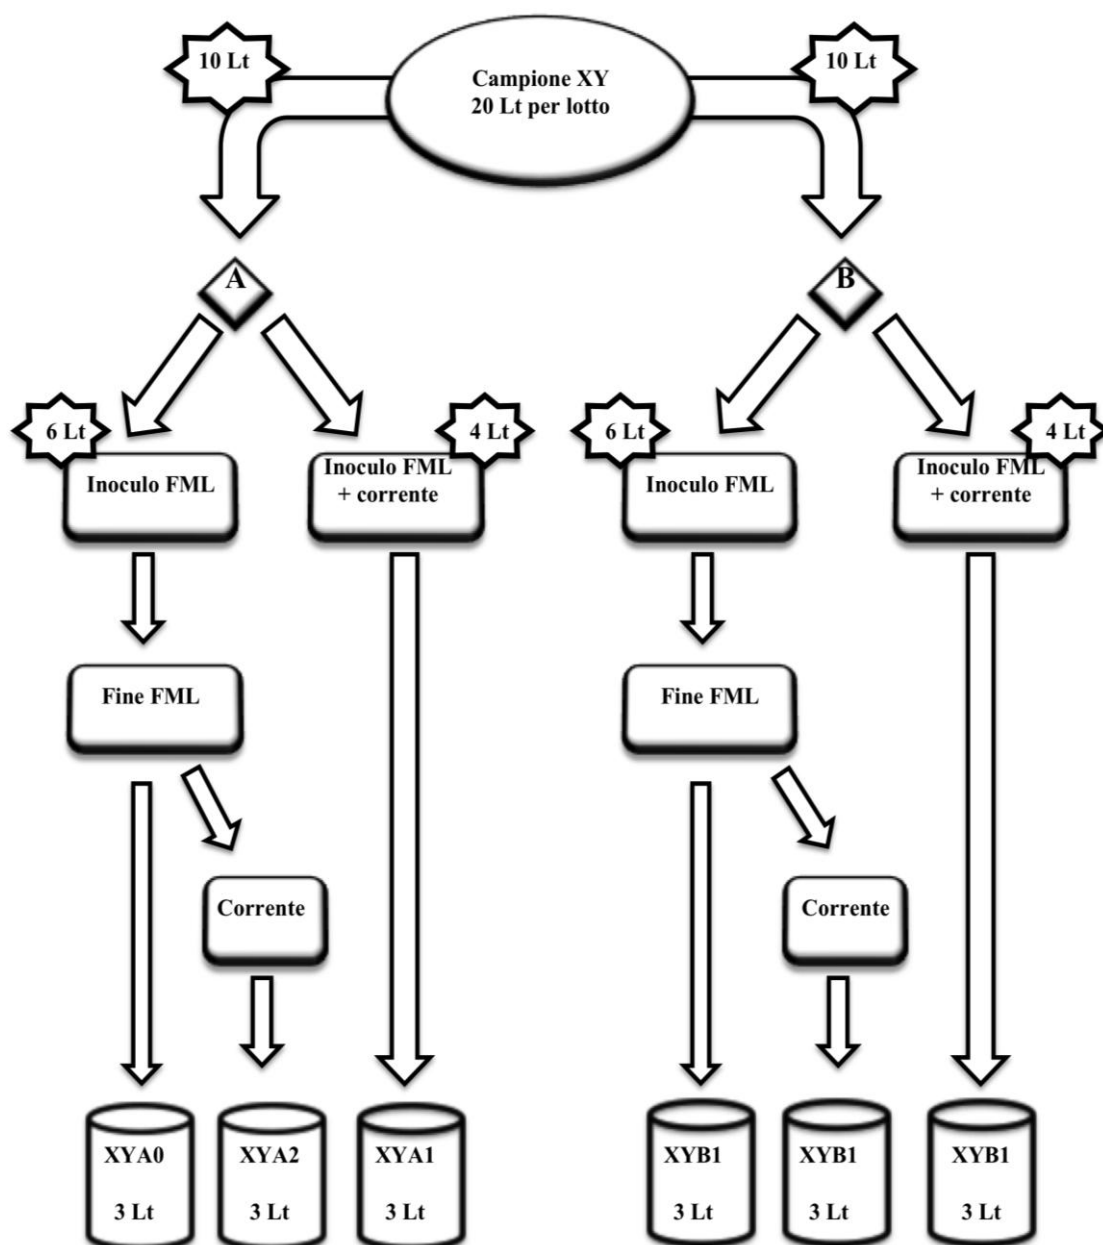 10 Lt
Campione XY
20 Lt per lotto
10 Lt
A
B
6 Lt
Inoculo FML
4 Lt
Inoculo FML
+ corrente
6 Lt
Inoculo FML
4 Lt
Inoculo FML
+ corrente
Fine FML
Fine FML
Corrente
Corrente
XYA0
3 Lt
XYA2
3 Lt
XYA1
3 Lt
XYB1
3 Lt
XYB1
3 Lt
XYB1
3 Lt